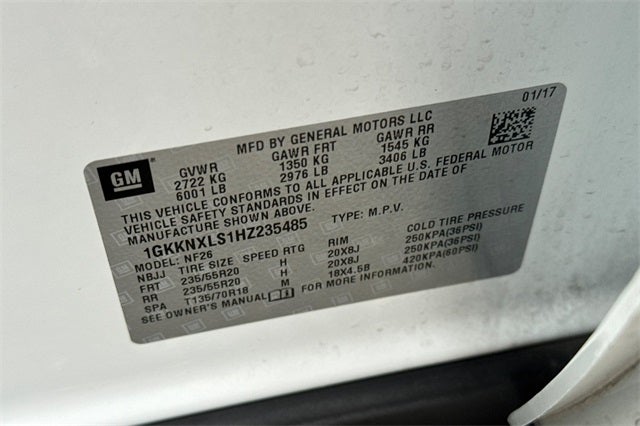 01/17
MFD BY GENERAL MOTORS LLC
GM
GVWR GAWR FRT GAWR RR
2722 KG 1350 KG 1545 KG
6001 LB 2976 LB 3406 LB
THIS VEHICLE CONFORMS TO ALL APPLICABLE U.S. FEDERAL MOTOR
VEHICLE SAFETY STANDARDS IN EFFECT ON THE DATE OF
MANUFACTURE SHOWN ABOVE.
1GKKNXLS1HZ235485 TYPE: M.P.V.
MODEL: NF26
NBJJ TIRE SIZE SPEED RTG RIM COLD TIRE PRESSURE
FRT 235/55R20 H 20X8J 250KPA(36PSI)
RR 235/55R20 H 20X8J 250KPA(36PSI)
SPA T135/70R18 M 18X4.5B 420KPA(60PSI)
SEE OWNER'S MANUAL